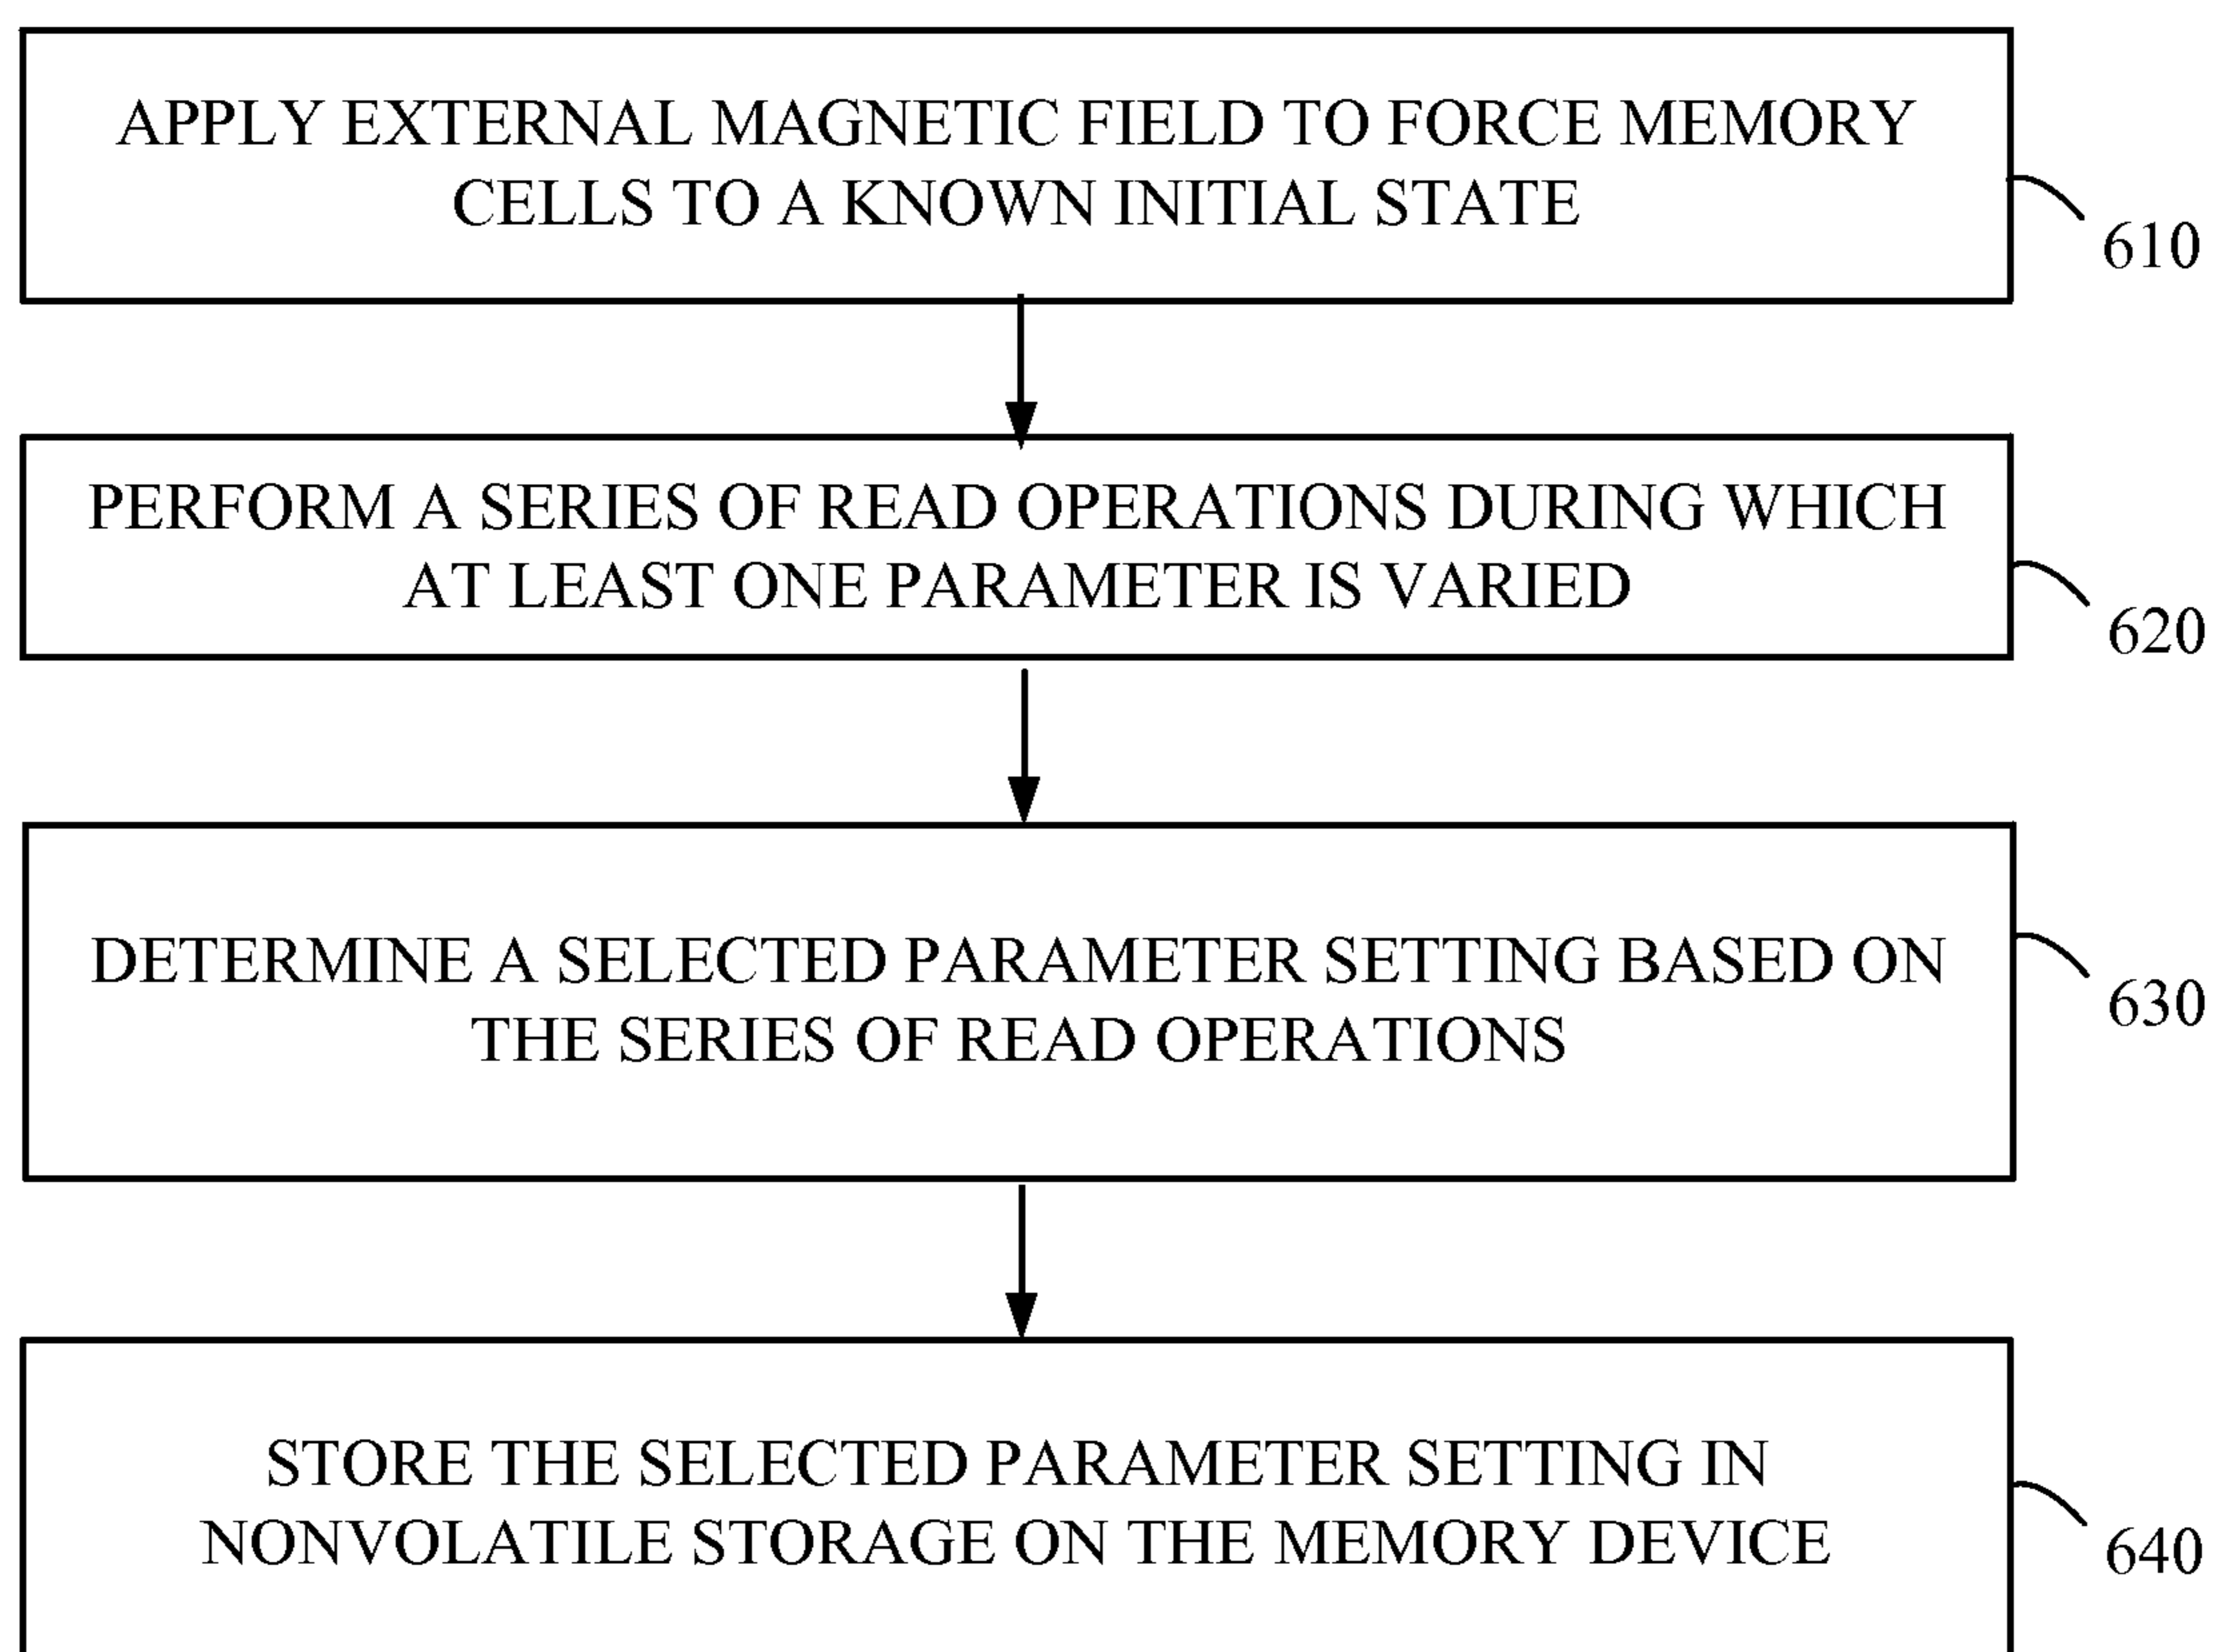 APPLY EXTERNAL MAGNETIC FIELD TO FORCE MEMORY
CELLS TO A KNOWN INITIAL STATE
610
PERFORM A SERIES OF READ OPERATIONS DURING WHICH
AT LEAST ONE PARAMETER IS VARIED
620
DETERMINE A SELECTED PARAMETER SETTING BASED ON
THE SERIES OF READ OPERATIONS
630
STORE THE SELECTED PARAMETER SETTING IN
NONVOLATILE STORAGE ON THE MEMORY DEVICE
640